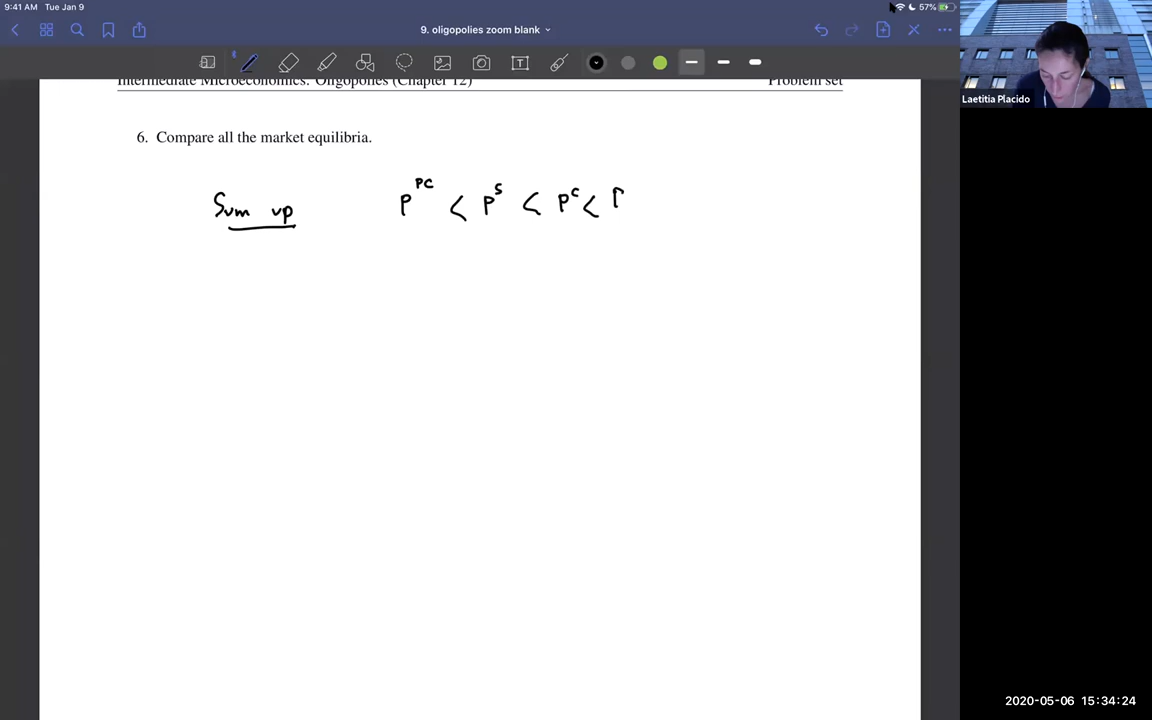 9:41 AM Tue Jan 9
57%
9. oligopolies zoom blank
Intermediate Microeconomics. Oligopolies (Chapter 12)
Problem set
Laetitia Placido
6. Compare all the market equilibria.
Sum up
P^PC < P^S < P^C <
2020-05-06 15:34:24